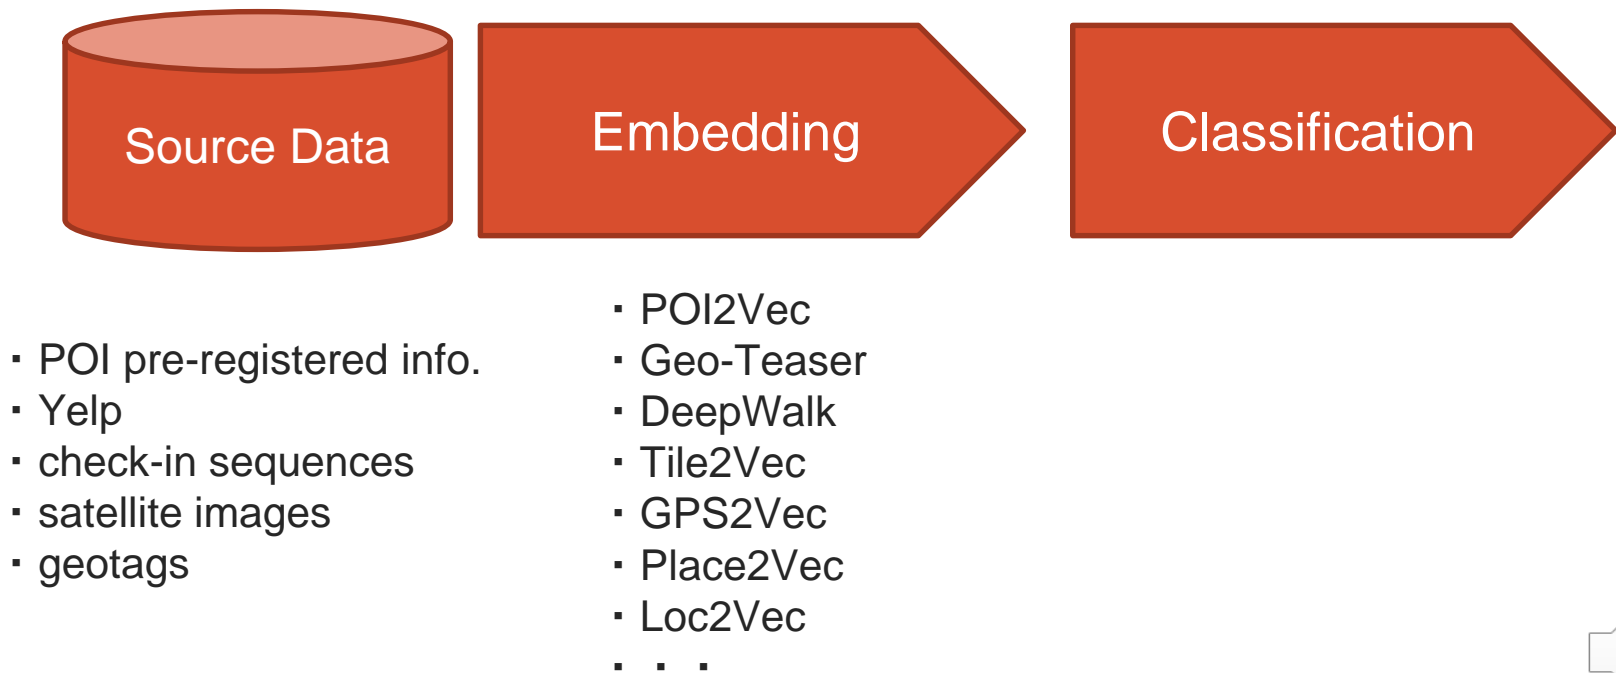 Source Data
Embedding
Classification
▪ POI pre-registered info.
▪ Yelp
▪ check-in sequences
▪ satellite images
▪ geotags
▪ POI2Vec
▪ Geo-Teaser
▪ DeepWalk
▪ Tile2Vec
▪ GPS2Vec
▪ Place2Vec
▪ Loc2Vec
▪ ▪ ▪